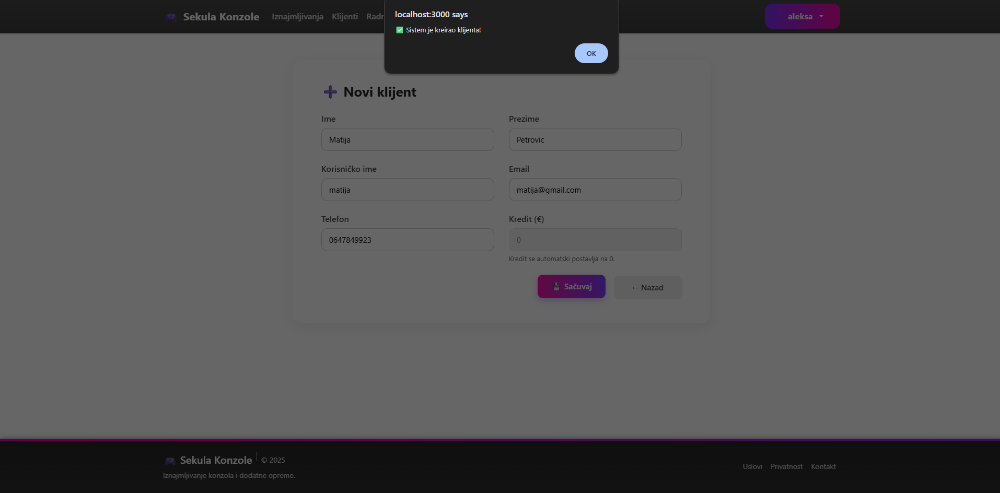 localhost:3000 says
✅ Sistem je kreirao klijenta!
OK
Sekula Konzole Iznajmljivanja Klijenti Radn
aleksa
Novi klijent
Ime
Prezime
Matija
Petrovic
Korisničko ime
Email
matija
matija@gmail.com
Telefon
Kredit (€)
0647849923
0
Kredit se automatski postavlja na 0.
Sačuvaj
← Nazad
Sekula Konzole © 2025
Iznajmljivanje konzola i dodatne opreme.
Uslovi Privatnost Kontakt